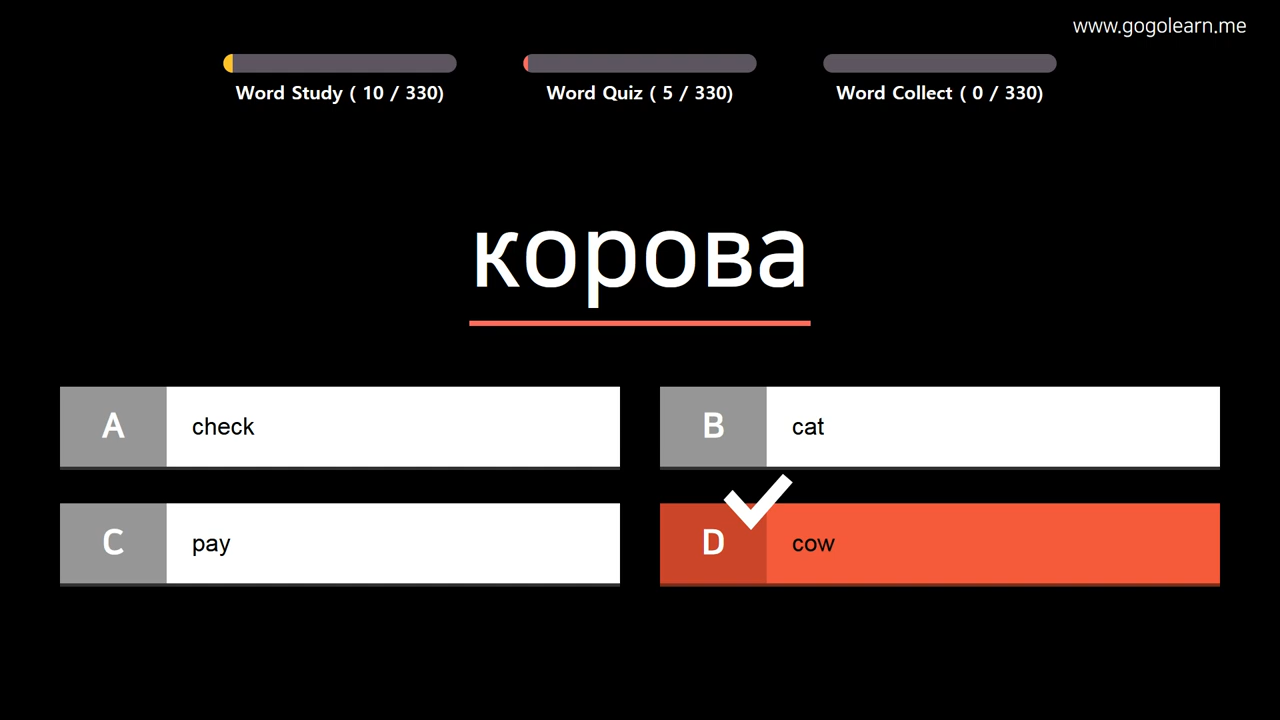 www.gogolearn.me
Word Study ( 10 / 330)
Word Quiz ( 5 / 330)
Word Collect ( 0 / 330)
корова
A check
B cat
C pay
D cow